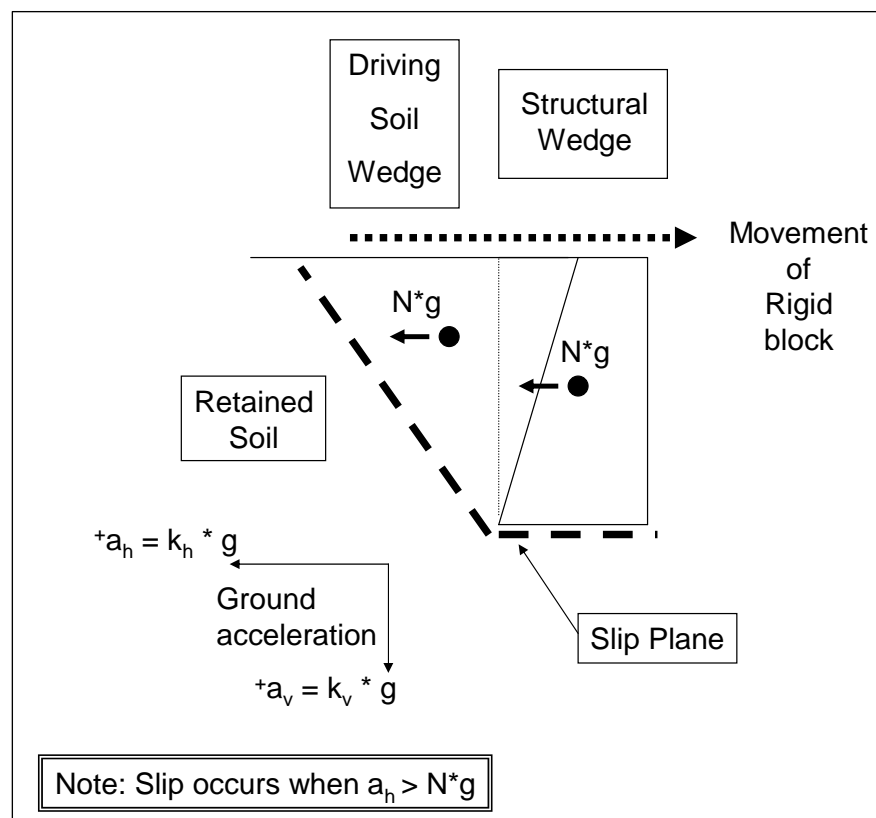 Driving
Soil
Wedge
Structural
Wedge
Movement
of
Rigid
block
N*g
N*g
Retained
Soil
+aₕ = kₕ * g
Ground
acceleration
+aᵥ = kᵥ * g
Slip Plane
Note: Slip occurs when aₕ > N*g